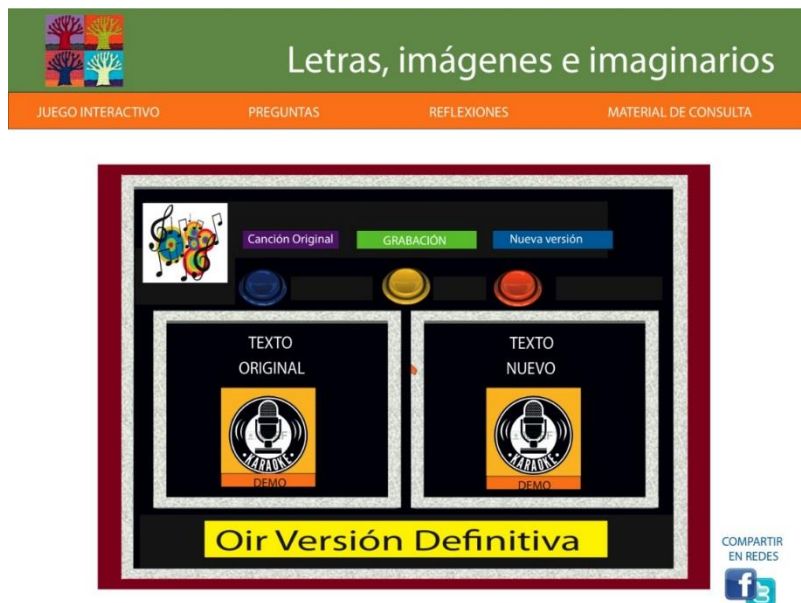 Letras, imágenes e imaginarios
JUEGO INTERACTIVO PREGUNTAS REFLEXIONES MATERIAL DE CONSULTA
Canción Original GRABACIÓN Nueva versión
TEXTO
ORIGINAL
TEXTO
NUEVO
KARAOKE
DEMO
KARAOKE
DEMO
Oir Versión Definitiva
COMPARTIR
EN REDES